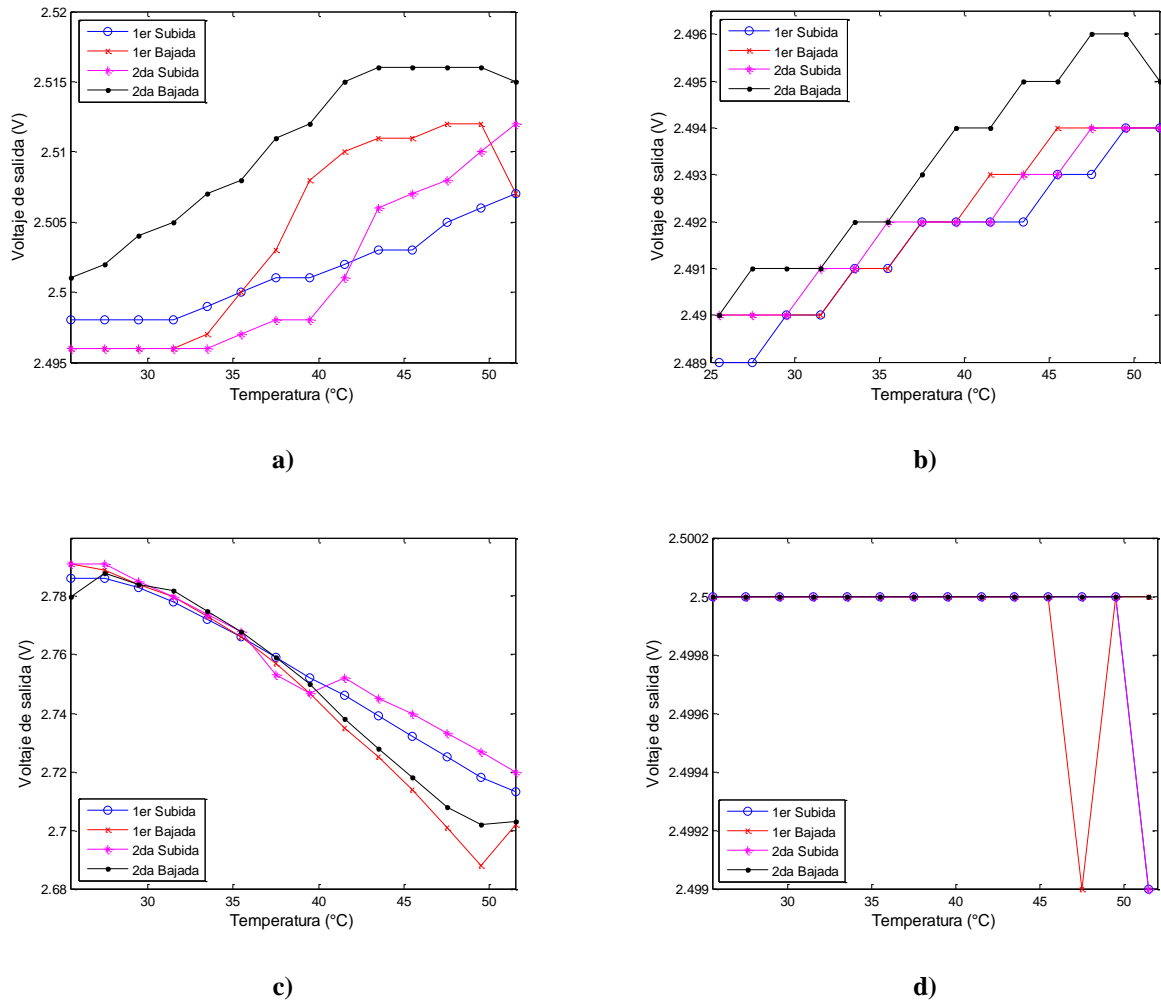 2.52
2.515
2.51
2.505
2.5
2.495
Voltaje de salida (V)
1er Subida
1er Bajada
2da Subida
2da Bajada
30 35 40 45 50
Temperatura (°C)
a)
2.496
2.495
2.494
2.493
2.492
2.491
2.49
2.489
Voltaje de salida (V)
1er Subida
1er Bajada
2da Subida
2da Bajada
25 30 35 40 45 50
Temperatura (°C)
b)
2.78
2.76
2.74
2.72
2.7
2.68
Voltaje de salida (V)
1er Subida
1er Bajada
2da Subida
2da Bajada
30 35 40 45 50
Temperatura (°C)
c)
2.5002
2.5
2.4998
2.4996
2.4994
2.4992
2.499
Voltaje de salida (V)
1er Subida
1er Bajada
2da Subida
2da Bajada
30 35 40 45 50
Temperatura (°C)
d)